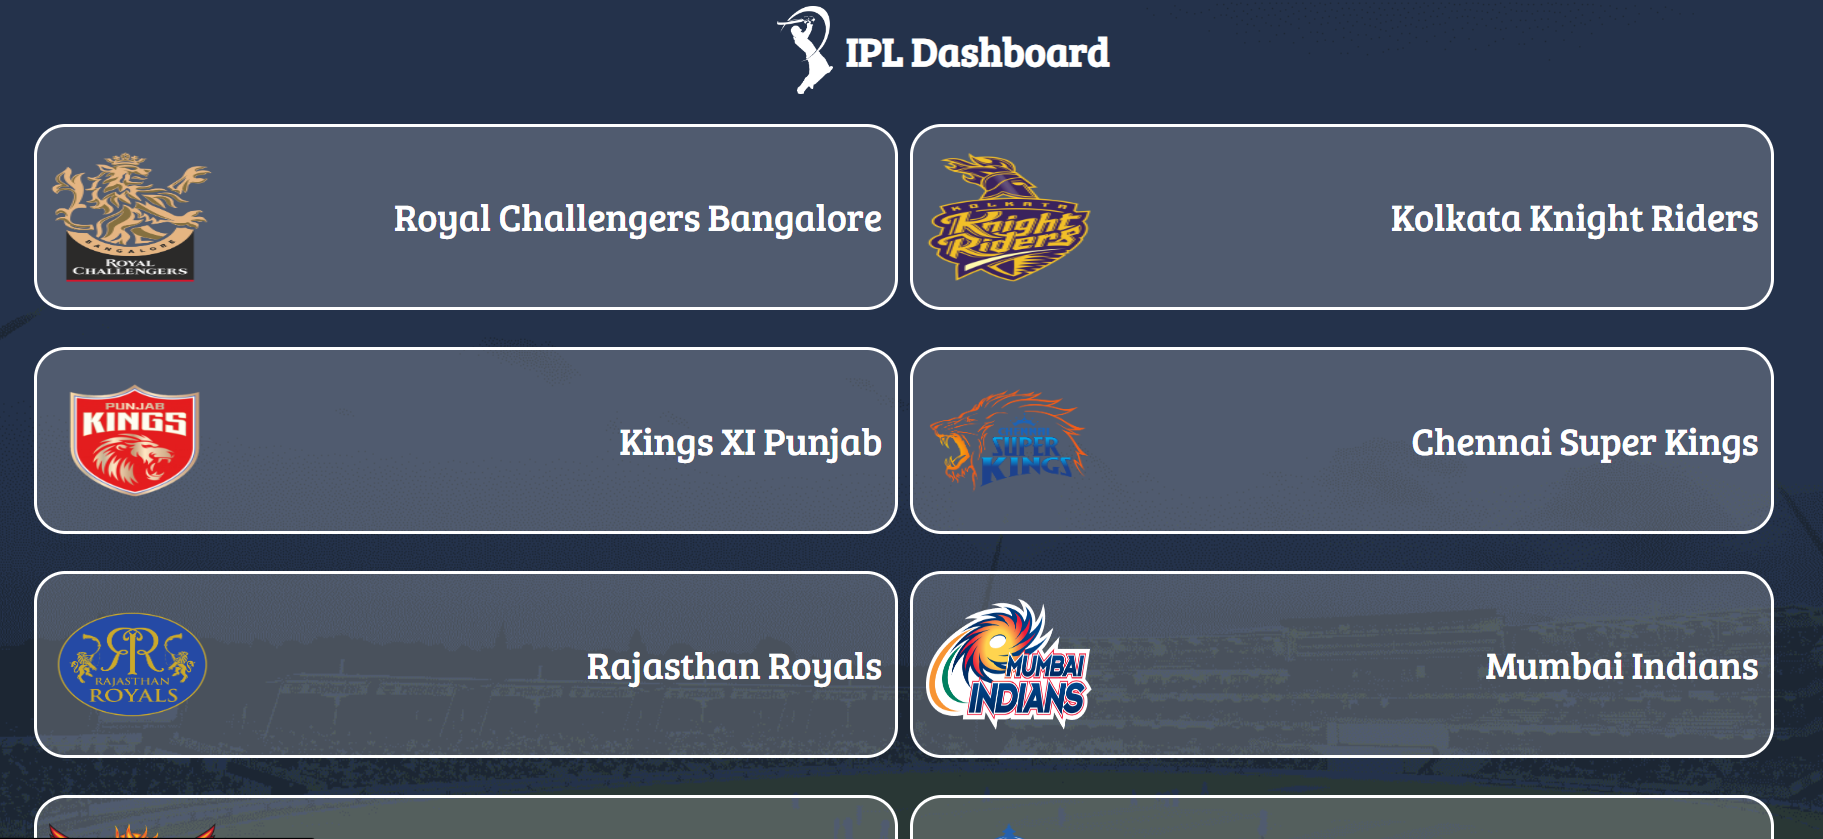 IPL Dashboard
BANGALORE
ROYAL
CHALLENGERS
Royal Challengers Bangalore
KOLKATA
Knight
Riders
Kolkata Knight Riders
PUNJAB
KINGS
Kings XI Punjab
SUPER
KINGS
Chennai Super Kings
RR
RAJASTHAN
ROYALS
Rajasthan Royals
MUMBAI
INDIANS
Mumbai Indians